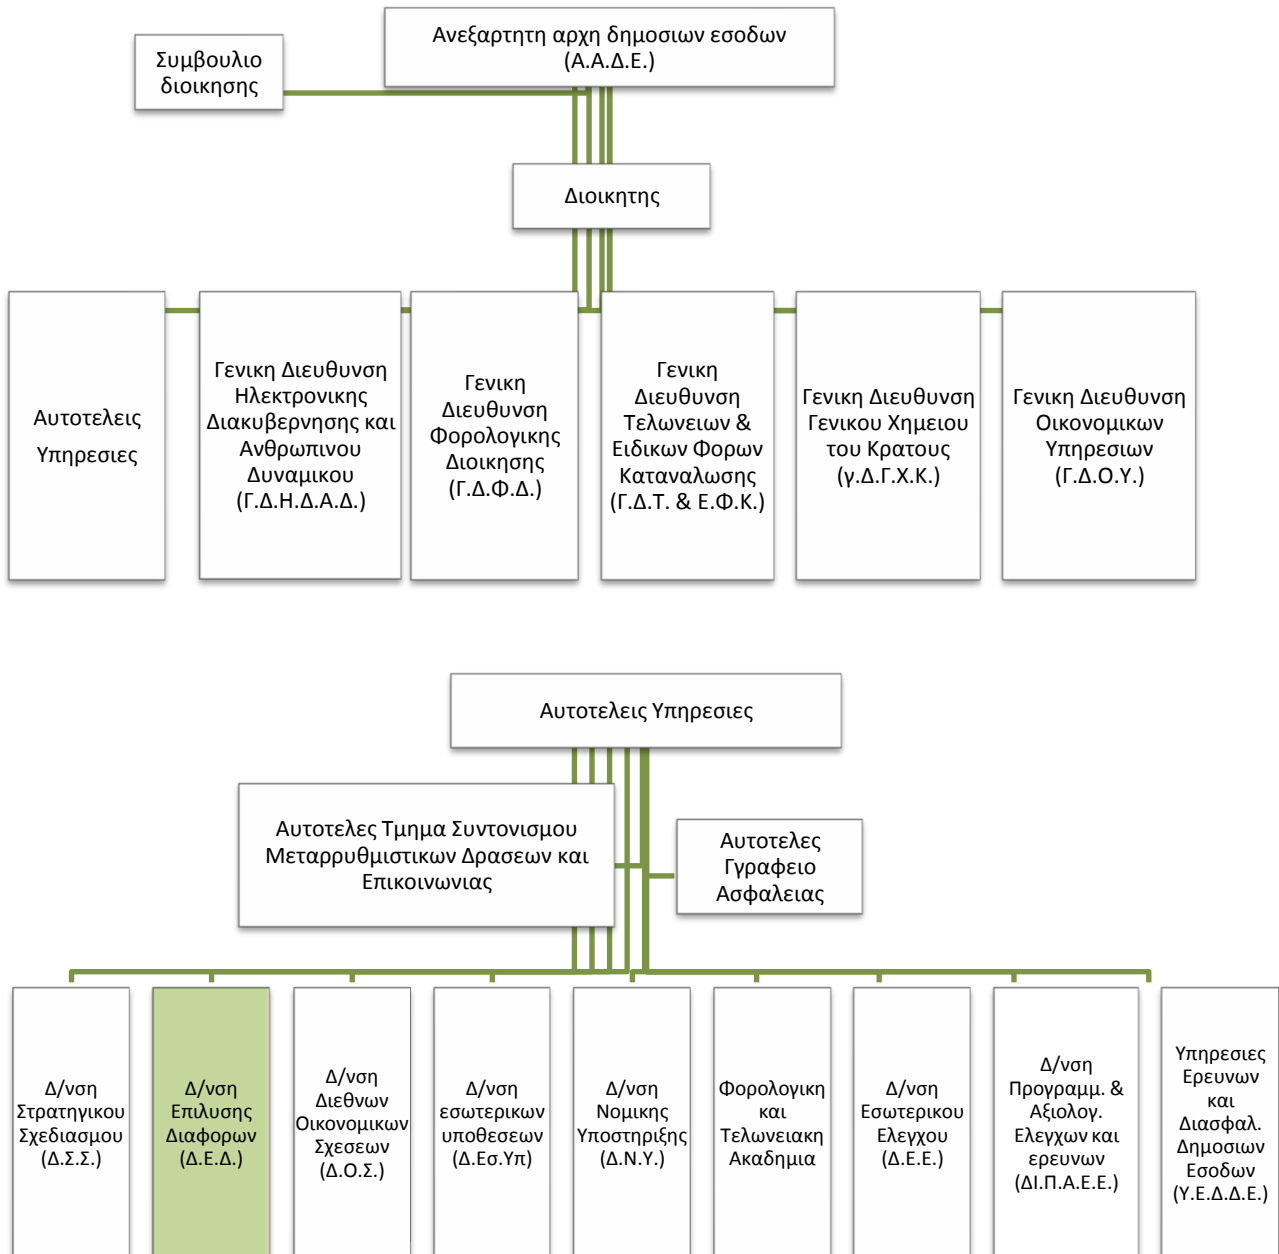 Ανεξαρτητη αρχη δημοσιων εσοδων
(Α.Α.Δ.Ε.)
Συμβουλιο
διοικησης
Διοικητης
Αυτοτελεις
Υπηρεσιες
Γενικη Διευθυνση
Ηλεκτρονικης
Διακυβερνησης και
Ανθρωπινου
Δυναμικου
(Γ.Δ.Η.Δ.Α.Δ.)
Γενικη
Διευθυνση
Φορολογικης
Διοικησης
(Γ.Δ.Φ.Δ.)
Γενικη
Διευθυνση
Τελωνειων &
Ειδικων Φορων
Καταναλωσης
(Γ.Δ.Τ. & Ε.Φ.Κ.)
Γενικη Διευθυνση
Γενικου Χημειου
του Κρατους
(γ.Δ.Γ.Χ.Κ.)
Γενικη Διευθυνση
Οικονομικων
Υπηρεσιων
(Γ.Δ.Ο.Υ.)
Αυτοτελεις Υπηρεσιες
Αυτοτελες Τμημα Συντονισμου
Μεταρρυθμιστικων Δρασεων και
Επικοινωνιας
Αυτοτελες
Γγραφειο
Ασφαλειας
Δ/νση
Στρατηγικου
Σχεδιασμου
(Δ.Σ.Σ.)
Δ/νση
Επιλυσης
Διαφορων
(Δ.Ε.Δ.)
Δ/νση
Διεθνων
Οικονομικων
Σχεσεων
(Δ.Ο.Σ.)
Δ/νση
εσωτερικων
υποθεσεων
(Δ.Εσ.Υπ)
Δ/νση
Νομικης
Υποστηριξης
(Δ.Ν.Υ.)
Φορολογικη
και
Τελωνειακη
Ακαδημια
Δ/νση
Εσωτερικου
Ελεγχου
(Δ.Ε.Ε.)
Δ/νση
Προγραμμ. &
Αξιολογ.
Ελεγχων και
ερευνων
(ΔΙ.Π.Α.Ε.Ε.)
Υπηρεσιες
Ερευνων
και
Διασφαλ.
Δημοσιων
Εσοδων
(Υ.Ε.Δ.Δ.Ε.)